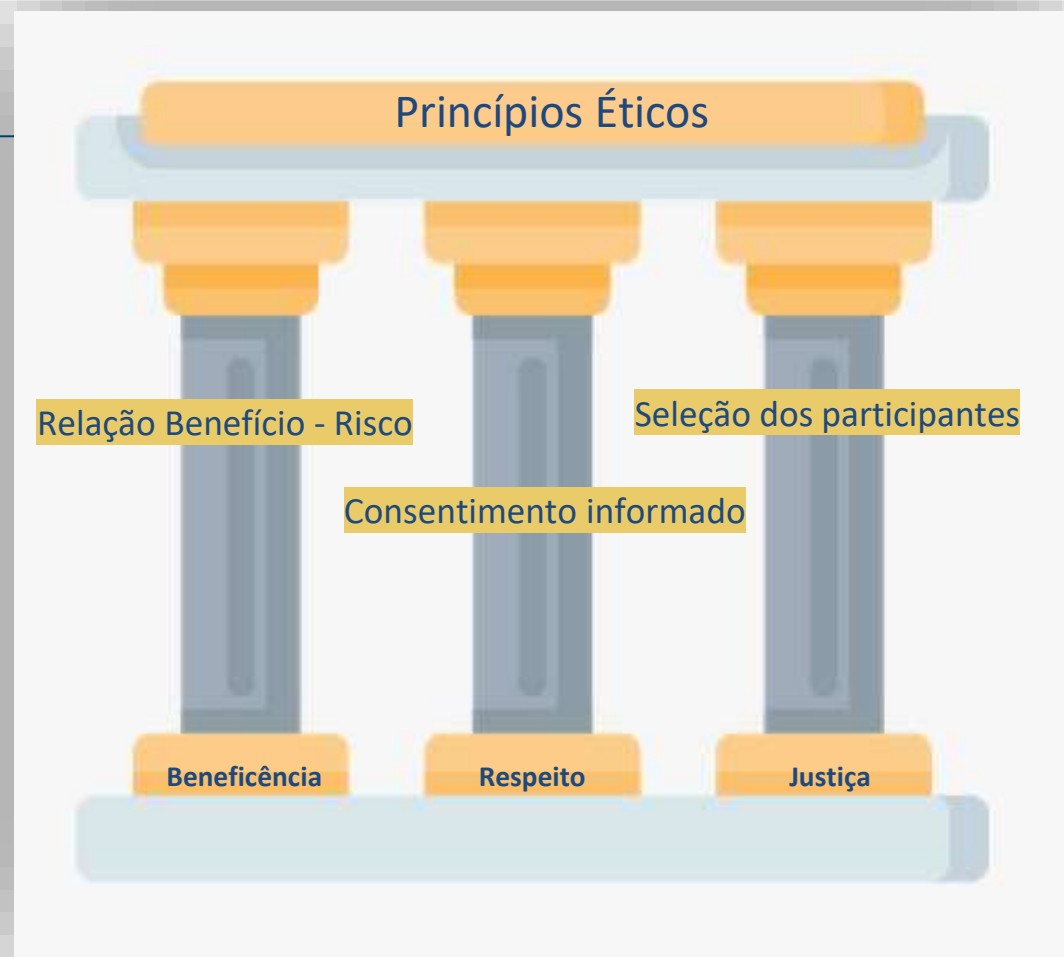 Princípios Éticos
Relação Benefício - Risco
Seleção dos participantes
Consentimento informado
Beneficência
Respeito
Justiça